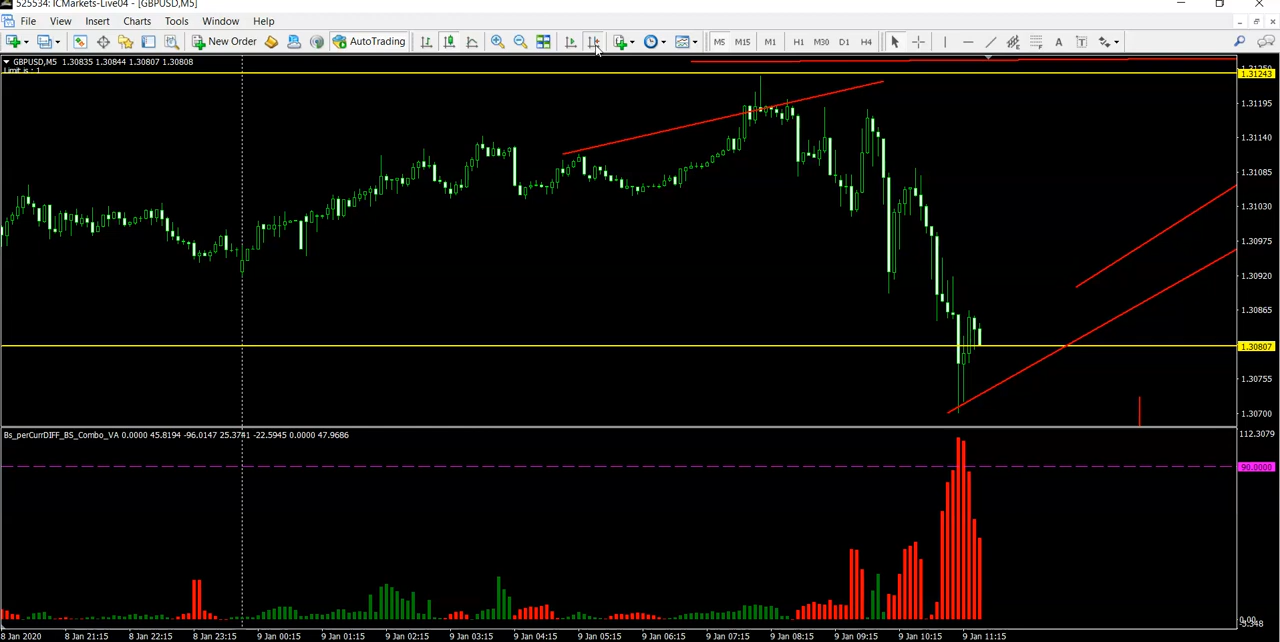 525534: ICMarkets-Live04 - [GBPUSD,M5]
File View Insert Charts Tools Window Help
New Order AutoTrading M5 M15 M1 H1 M30 D1 H4 A T
GBPUSD,M5 1.30835 1.30844 1.30807 1.30808
Limit is : 1
1.31243
1.31195
1.31140
1.31085
1.31030
1.30975
1.30920
1.30865
1.30807
1.30755
1.30700
Bs_perCurrDIFF_BS_Combo_VA 0.0000 45.8194 -96.0147 25.3741 -22.5945 0.0000 47.9686
112.3079
90.0000
0.00
8 Jan 2020 8 Jan 21:15 8 Jan 22:15 8 Jan 23:15 9 Jan 00:15 9 Jan 01:15 9 Jan 02:15 9 Jan 03:15 9 Jan 04:15 9 Jan 05:15 9 Jan 06:15 9 Jan 07:15 9 Jan 08:15 9 Jan 09:15 9 Jan 10:15 9 Jan 11:15